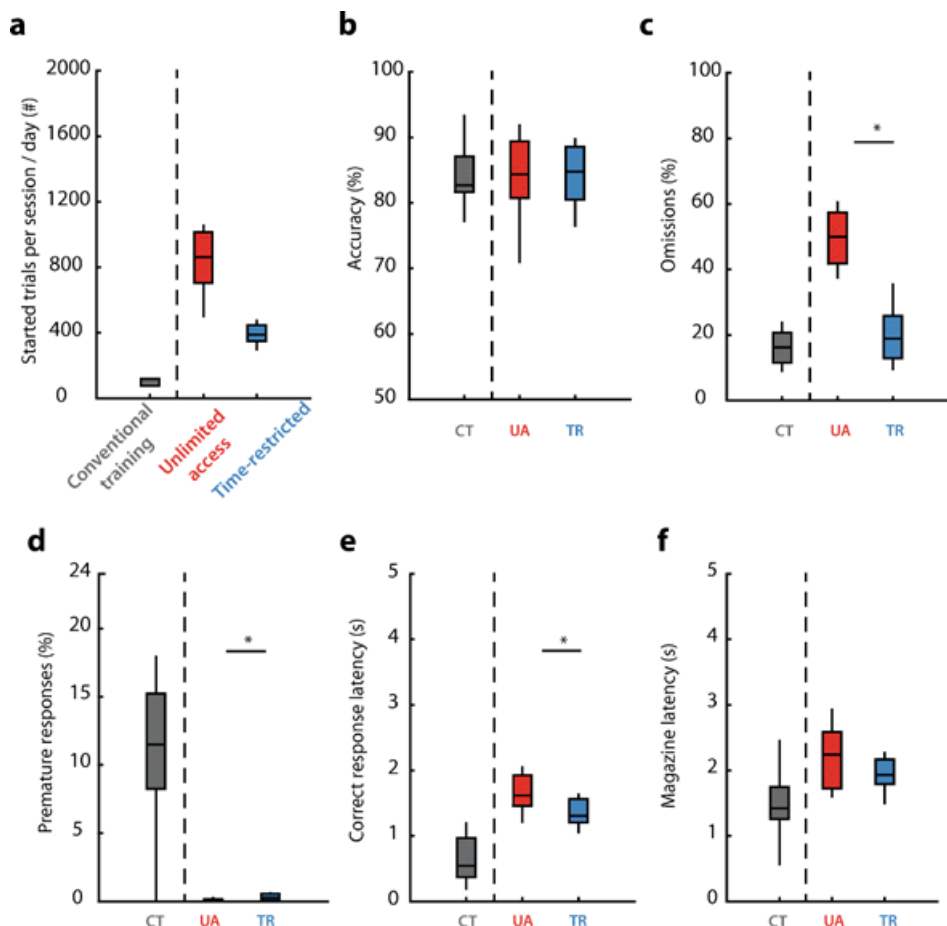 a
Started trials per session / day (#)
2000
1600
1200
800
400
0
Conventional
training
Unlimited
access
Time-restricted
b
Accuracy (%)
100
90
80
70
60
50
CT UA TR
c
Omissions (%)
100
80
60
40
20
0
*
CT UA TR
d
Premature responses (%)
24
20
15
10
5
0
*
CT UA TR
e
Correct response latency (s)
5
4
3
2
1
0
*
CT UA TR
f
Magazine latency (s)
5
4
3
2
1
0
CT UA TR